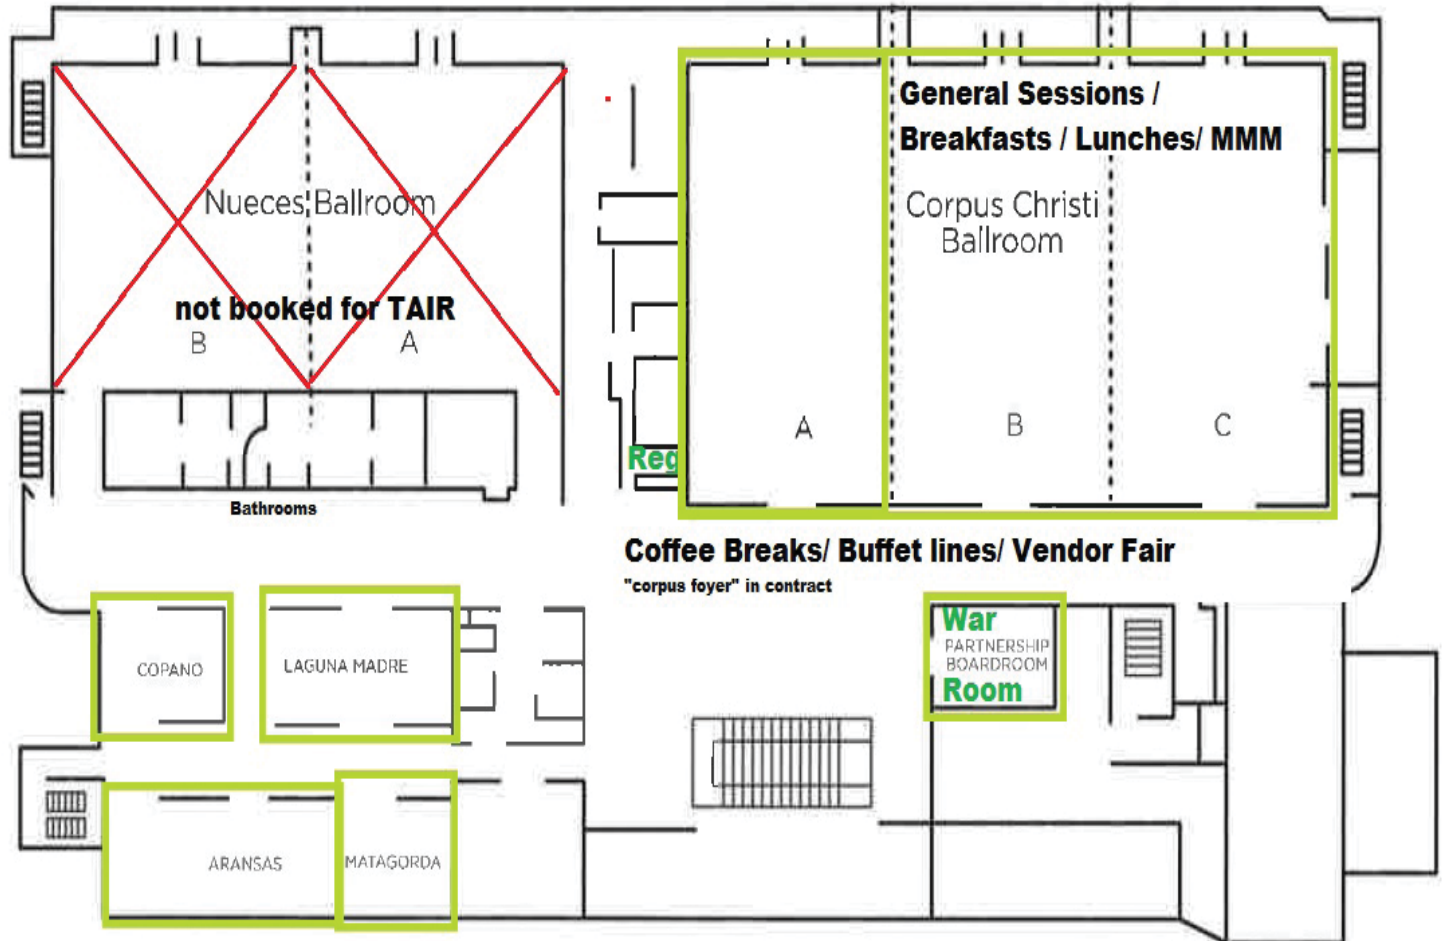 General Sessions /
Breakfasts / Lunches/ MMM
Nueces Ballroom
Corpus Christi
Ballroom
not booked for TAIR
B
A
A
B
C
Reg
Bathrooms
Coffee Breaks/ Buffet lines/ Vendor Fair
"corpus foyer" in contract
War
PARTNERSHIP
BOARDROOM
Room
COPANO
LAGUNA MADRE
ARANSAS
MATAGORDA